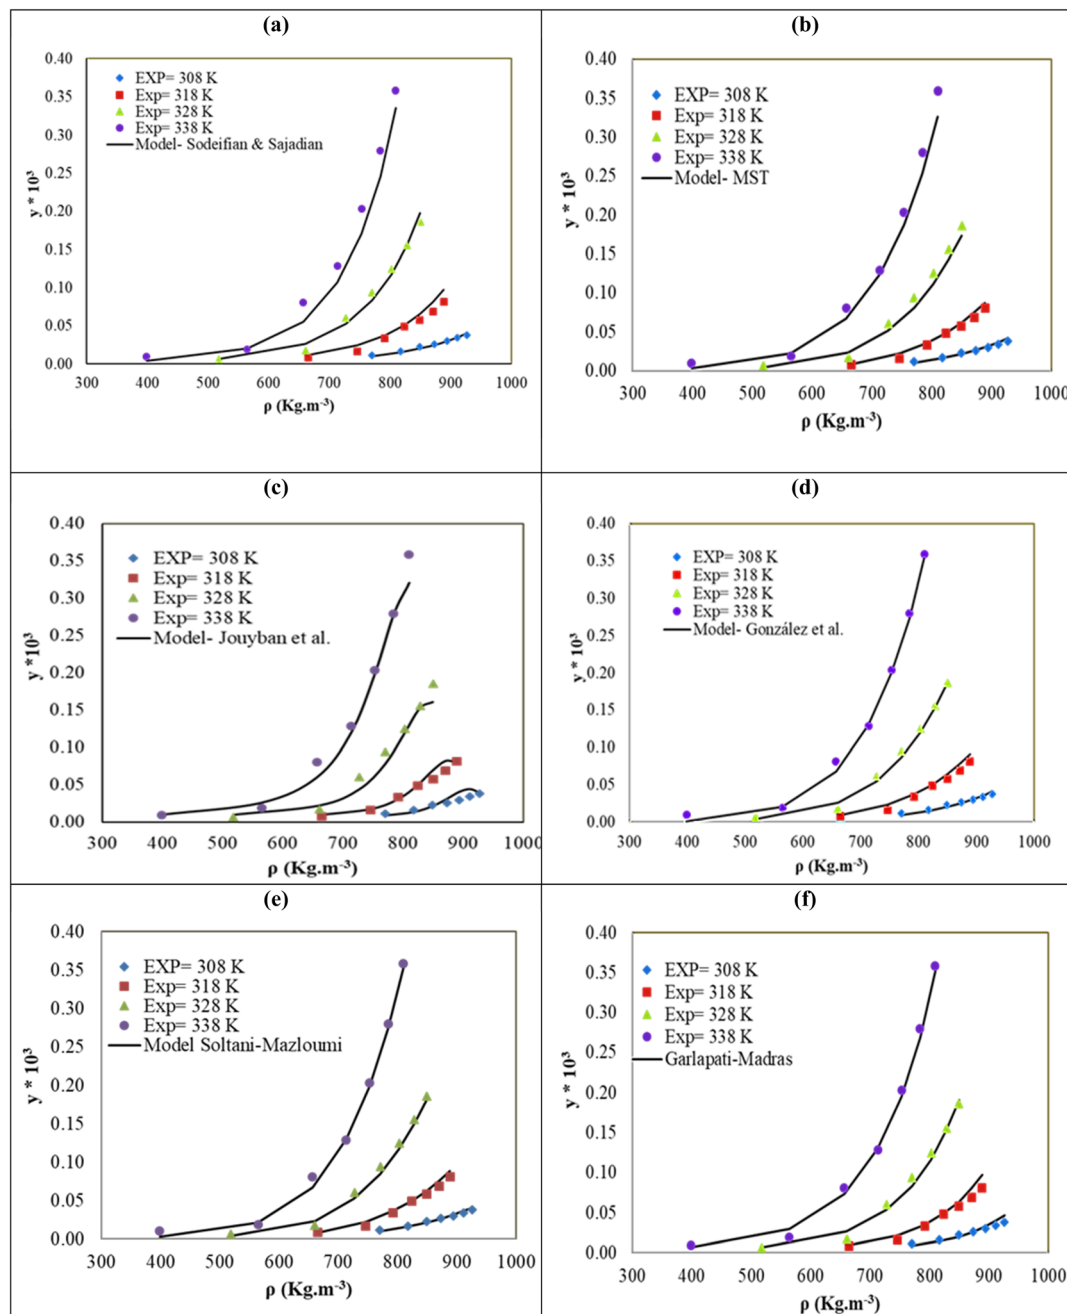 (a)
0.40
0.35
0.30
0.25
0.20
0.15
0.10
0.05
0.00
y * 10³
EXP= 308 K
Exp= 318 K
Exp= 328 K
Exp= 338 K
Model- Sodeifian & Sajadian
300 400 500 600 700 800 900 1000
ρ (Kg.m⁻³)
(b)
0.40
0.35
0.30
0.25
0.20
0.15
0.10
0.05
0.00
y * 10³
EXP= 308 K
Exp= 318 K
Exp= 328 K
Exp= 338 K
Model- MST
300 400 500 600 700 800 900 1000
ρ (Kg.m⁻³)
(c)
0.40
0.35
0.30
0.25
0.20
0.15
0.10
0.05
0.00
y *10³
EXP= 308 K
Exp= 318 K
Exp= 328 K
Exp= 338 K
Model- Jouyban et al.
300 400 500 600 700 800 900 1000
ρ (Kg.m⁻³)
(d)
0.40
0.35
0.30
0.25
0.20
0.15
0.10
0.05
0.00
y * 10³
EXP= 308 K
Exp= 318 K
Exp= 328 K
Exp= 338 K
Model- González et al.
300 400 500 600 700 800 900 1000
ρ (Kg.m⁻³)
(e)
0.40
0.35
0.30
0.25
0.20
0.15
0.10
0.05
0.00
y * 10³
EXP= 308 K
Exp= 318 K
Exp= 328 K
Exp= 338 K
Model Soltani-Mazloumi
300 400 500 600 700 800 900 1000
ρ (Kg.m⁻³)
(f)
0.40
0.35
0.30
0.25
0.20
0.15
0.10
0.05
0.00
y * 10³
EXP= 308 K
Exp= 318 K
Exp= 328 K
Exp= 338 K
Garlapati-Madras
300 400 500 600 700 800 900 1000
ρ (Kg.m⁻³)